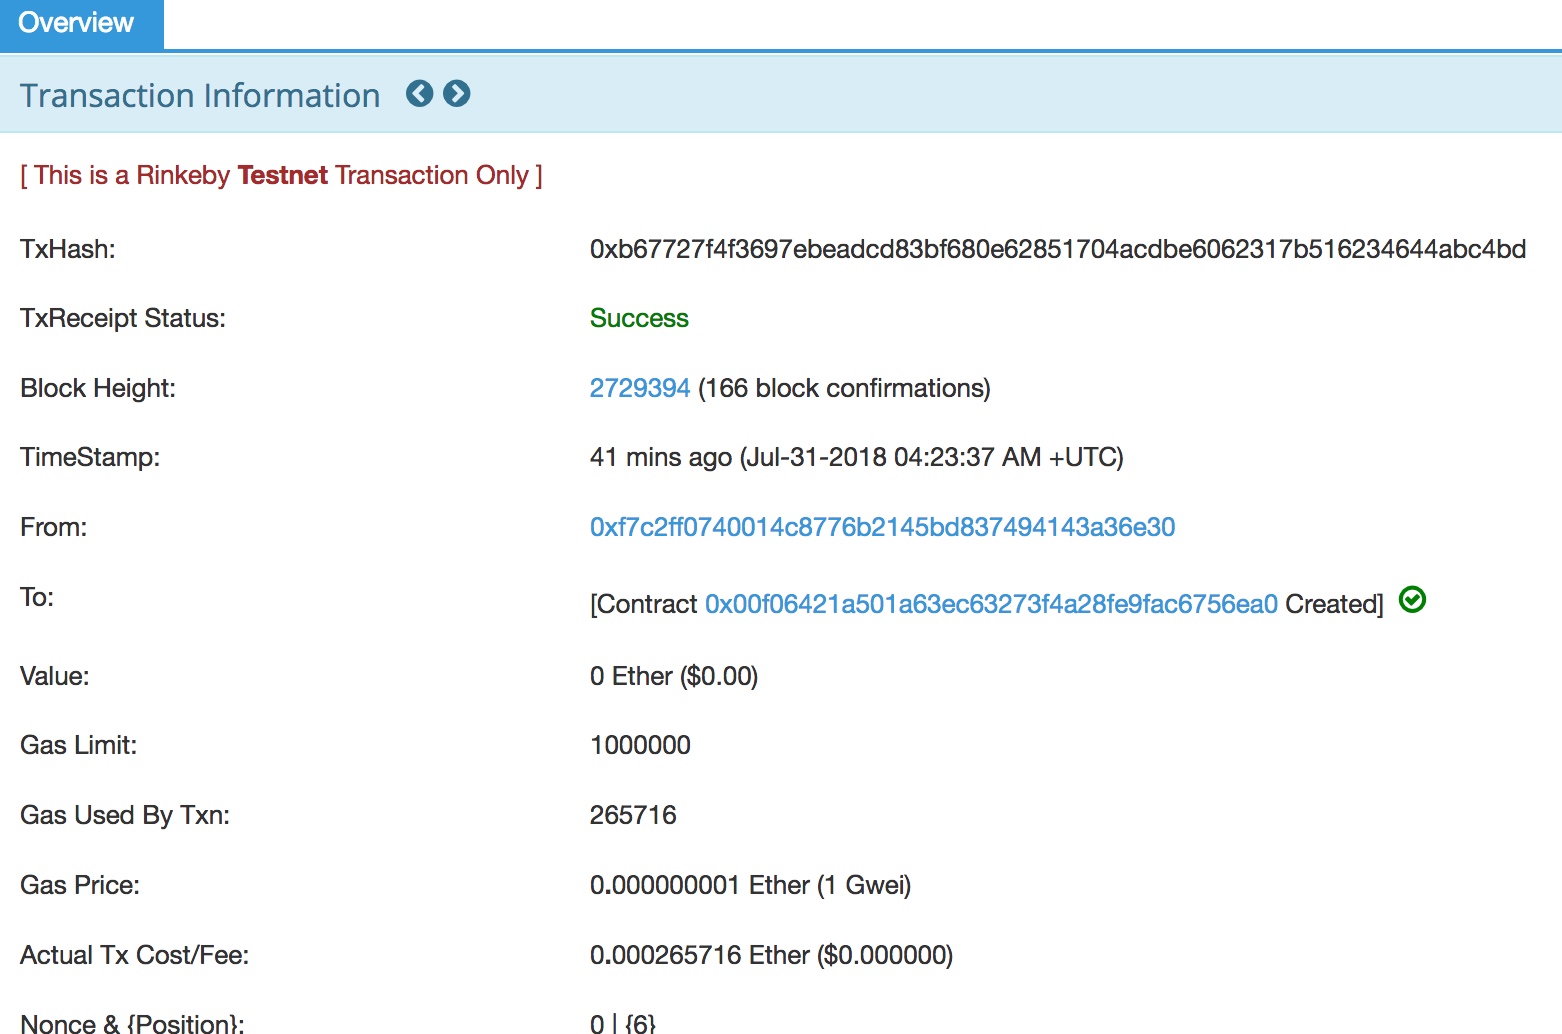 Overview
Transaction Information
[ This is a Rinkeby Testnet Transaction Only ]
TxHash: 0xb67727f4f3697ebeadcd83bf680e62851704acdbe6062317b516234644abc4bd
TxReceipt Status: Success
Block Height: 2729394 (166 block confirmations)
TimeStamp: 41 mins ago (Jul-31-2018 04:23:37 AM +UTC)
From: 0xf7c2ff0740014c8776b2145bd837494143a36e30
To: [Contract 0x00f06421a501a63ec63273f4a28fe9fac6756ea0 Created]
Value: 0 Ether ($0.00)
Gas Limit: 1000000
Gas Used By Txn: 265716
Gas Price: 0.000000001 Ether (1 Gwei)
Actual Tx Cost/Fee: 0.000265716 Ether ($0.000000)
Nonce & {Position}: 0 | {6}